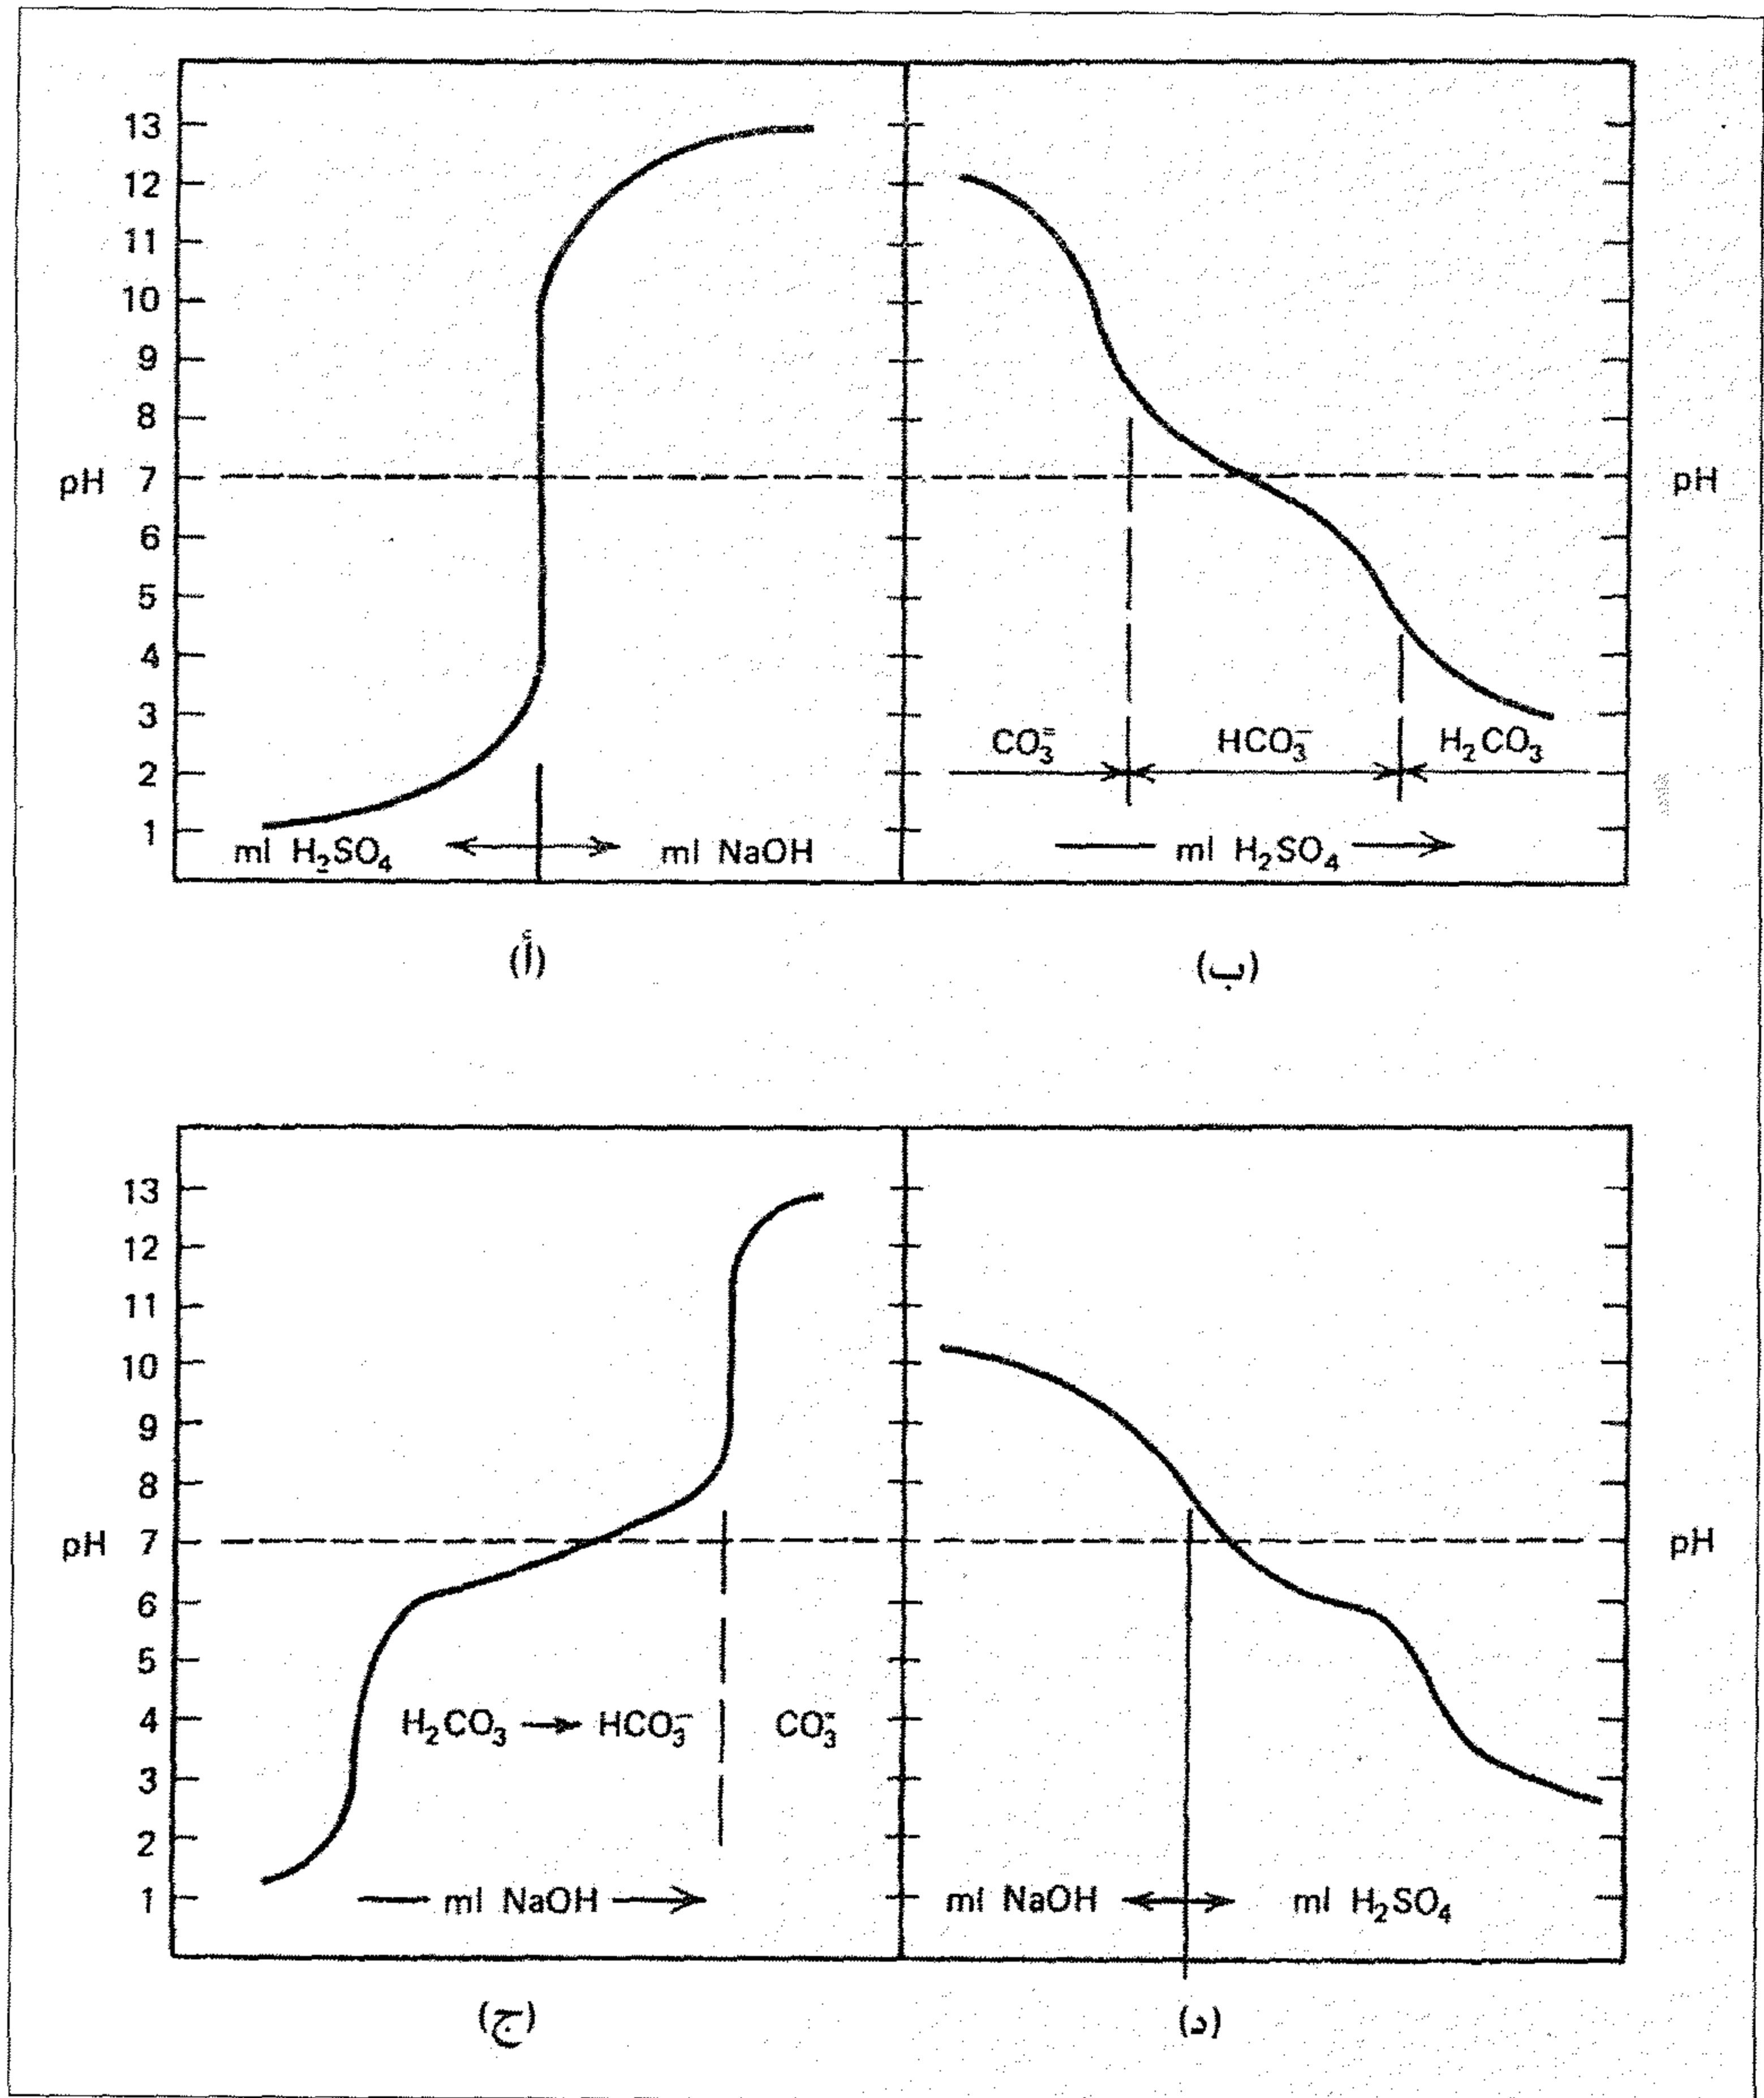 13
12
11
10
9
8
pH 7 pH
6
5
4
3
2
1
CO₃⁼ HCO₃⁻ H₂CO₃
ml H₂SO₄ ml NaOH
ml H₂SO₄
(أ)
(ب)
13
12
11
10
9
8
pH 7 pH
6
5
4
3
2
1
H₂CO₃ → HCO₃⁻ CO₃⁼
ml NaOH
ml NaOH ml H₂SO₄
(ج)
(د)